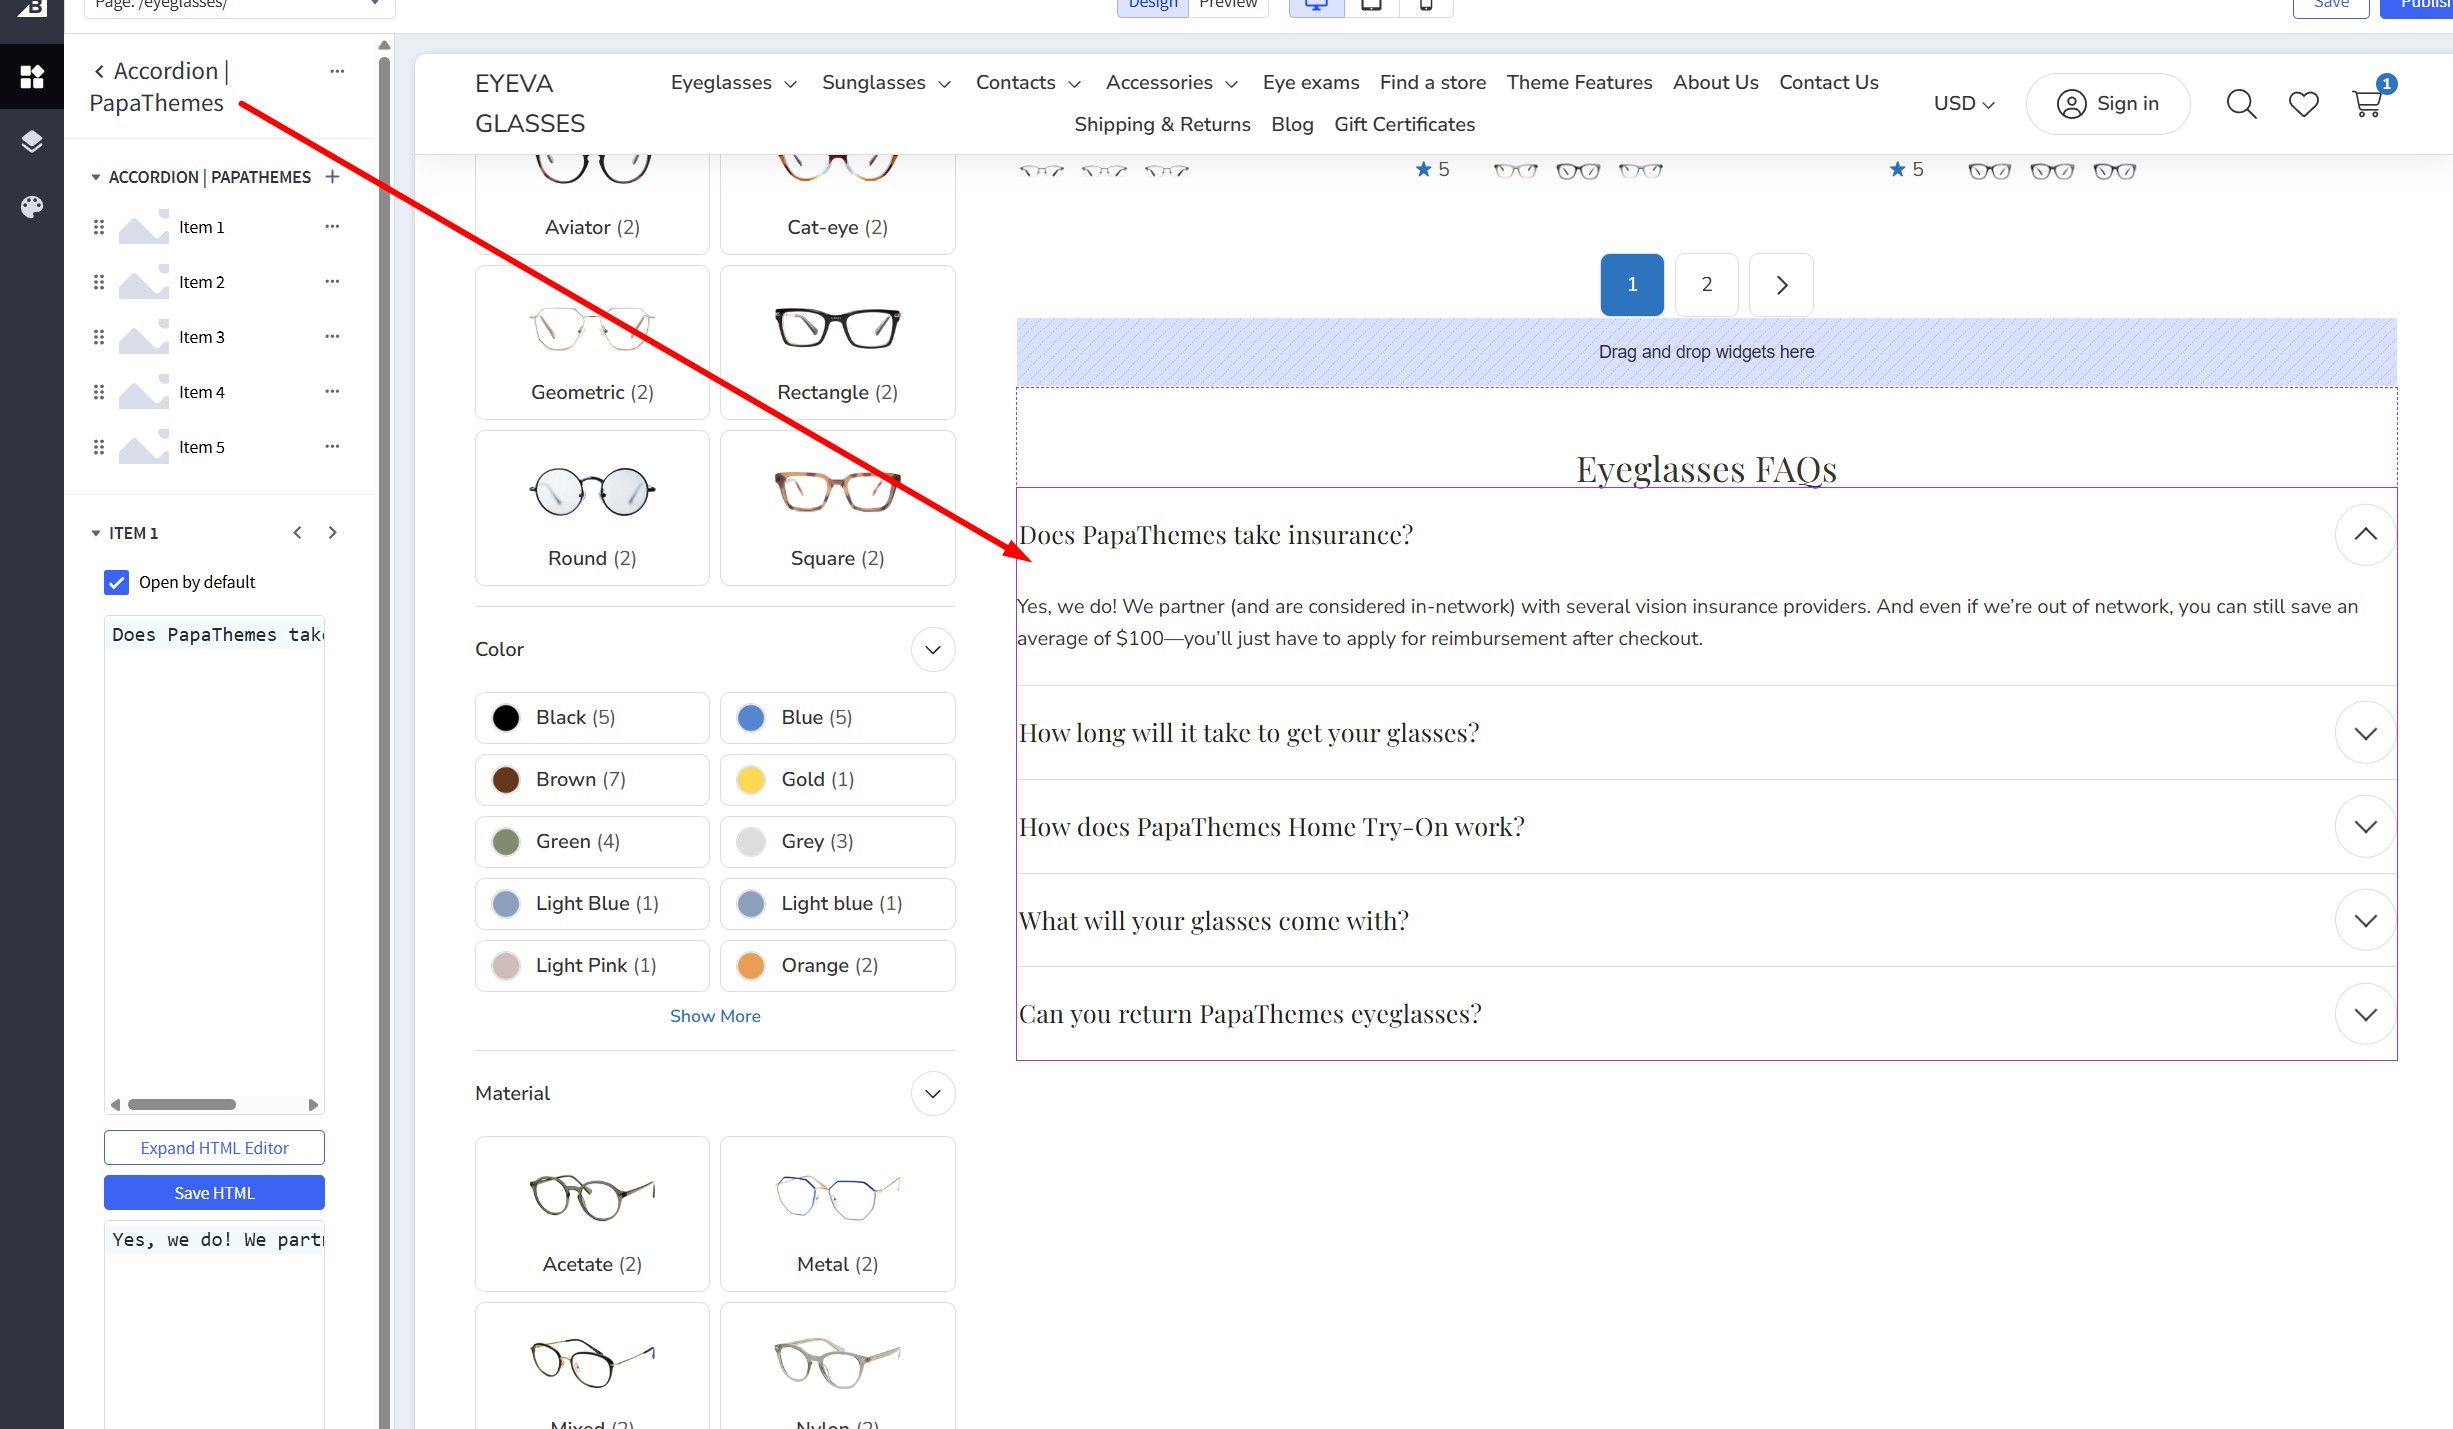 Page: /eyeglasses/
Design
Preview
Save
Publish
Accordion |
PapaThemes
ACCORDION | PAPATHEMES
Item 1
Item 2
Item 3
Item 4
Item 5
ITEM 1
Open by default
Does PapaThemes take
Expand HTML Editor
Save HTML
Yes, we do! We partn
EYEVA
GLASSES
Eyeglasses
Sunglasses
Contacts
Accessories
Eye exams
Find a store
Theme Features
About Us
Contact Us
Shipping & Returns
Blog
Gift Certificates
USD
Sign in
1
Aviator (2)
Cat-eye (2)
Geometric (2)
Rectangle (2)
Round (2)
Square (2)
Color
Black (5)
Blue (5)
Brown (7)
Gold (1)
Green (4)
Grey (3)
Light Blue (1)
Light blue (1)
Light Pink (1)
Orange (2)
Show More
Material
Acetate (2)
Metal (2)
Mixed (2)
Nylon (2)
5
5
1
2
Drag and drop widgets here
Eyeglasses FAQs
Does PapaThemes take insurance?
Yes, we do! We partner (and are considered in-network) with several vision insurance providers. And even if we’re out of network, you can still save an
average of $100—you’ll just have to apply for reimbursement after checkout.
How long will it take to get your glasses?
How does PapaThemes Home Try-On work?
What will your glasses come with?
Can you return PapaThemes eyeglasses?